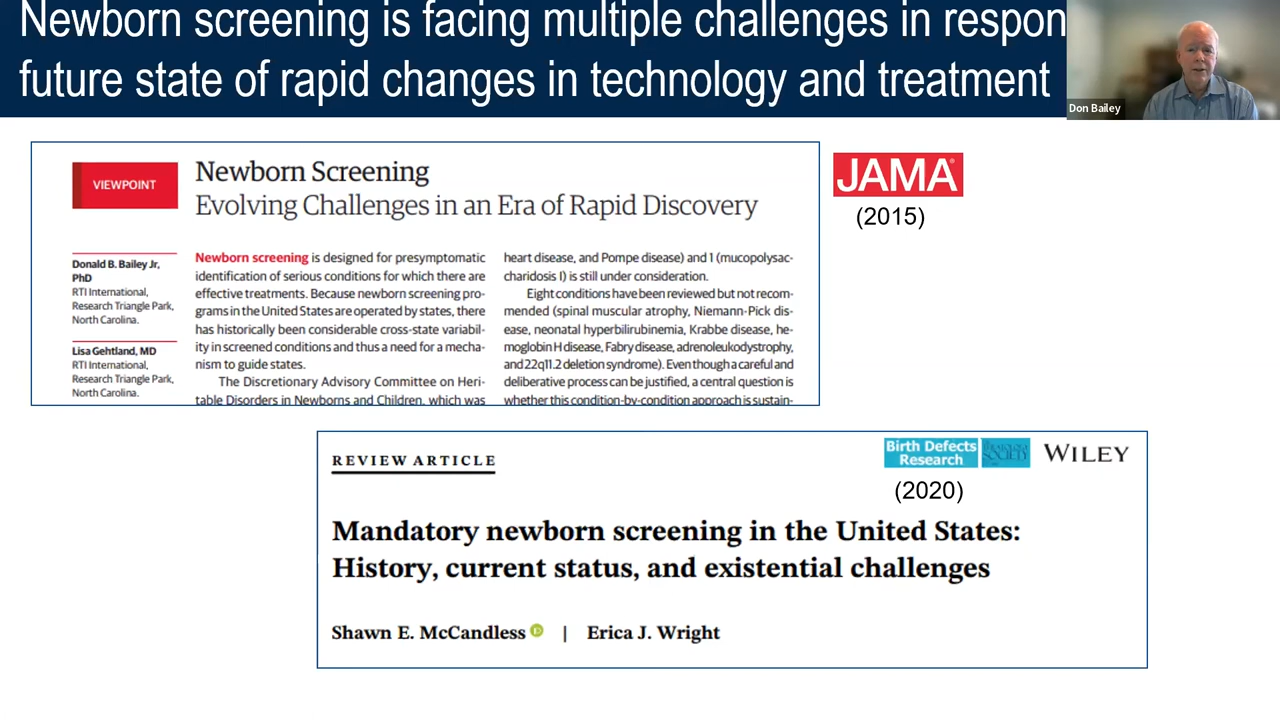 Newborn screening is facing multiple challenges in respon
future state of rapid changes in technology and treatment
Don Bailey
VIEWPOINT
Newborn Screening
Evolving Challenges in an Era of Rapid Discovery
JAMA®
(2015)
Donald B. Bailey Jr,
PhD
RTI International,
Research Triangle Park,
North Carolina.
Lisa Gehtland, MD
RTI International,
Research Triangle Park,
North Carolina.
Newborn screening is designed for presymptomatic
identification of serious conditions for which there are
effective treatments. Because newborn screening pro-
grams in the United States are operated by states, there
has historically been considerable cross-state variabil-
ity in screened conditions and thus a need for a mecha-
nism to guide states.
The Discretionary Advisory Committee on Heri-
table Disorders in Newborns and Children, which was
heart disease, and Pompe disease) and 1 (mucopolysac-
charidosis I) is still under consideration.
Eight conditions have been reviewed but not recom-
mended (spinal muscular atrophy, Niemann-Pick dis-
ease, neonatal hyperbilirubinemia, Krabbe disease, he-
moglobin H disease, Fabry disease, adrenoleukodystrophy,
and 22q11.2 deletion syndrome). Even though a careful and
deliberative process can be justified, a central question is
whether this condition-by-condition approach is sustain-
REVIEW ARTICLE
Birth Defects
Research
SOCIETY
WILEY
(2020)
Mandatory newborn screening in the United States:
History, current status, and existential challenges
Shawn E. McCandless iD | Erica J. Wright